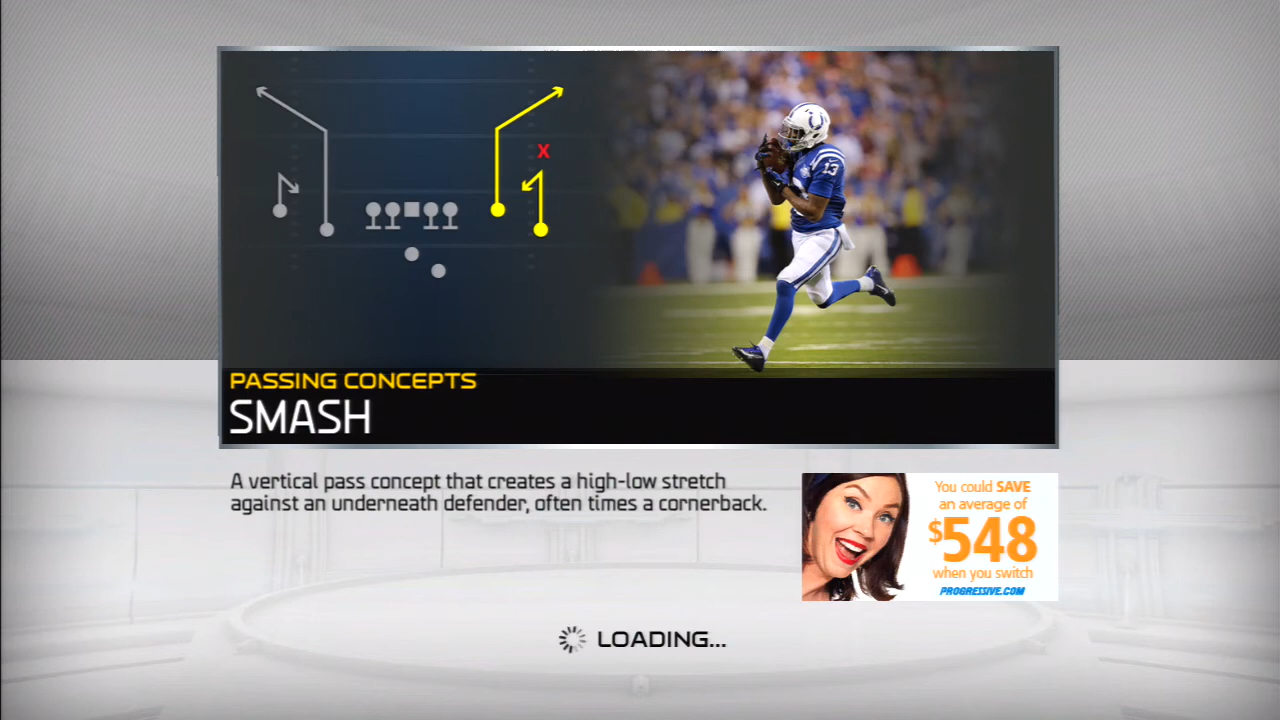 X
13
PASSING CONCEPTS
SMASH
A vertical pass concept that creates a high-low stretch
against an underneath defender, often times a cornerback.
You could SAVE
an average of
$548
when you switch
PROGRESSIVE.COM
LOADING...